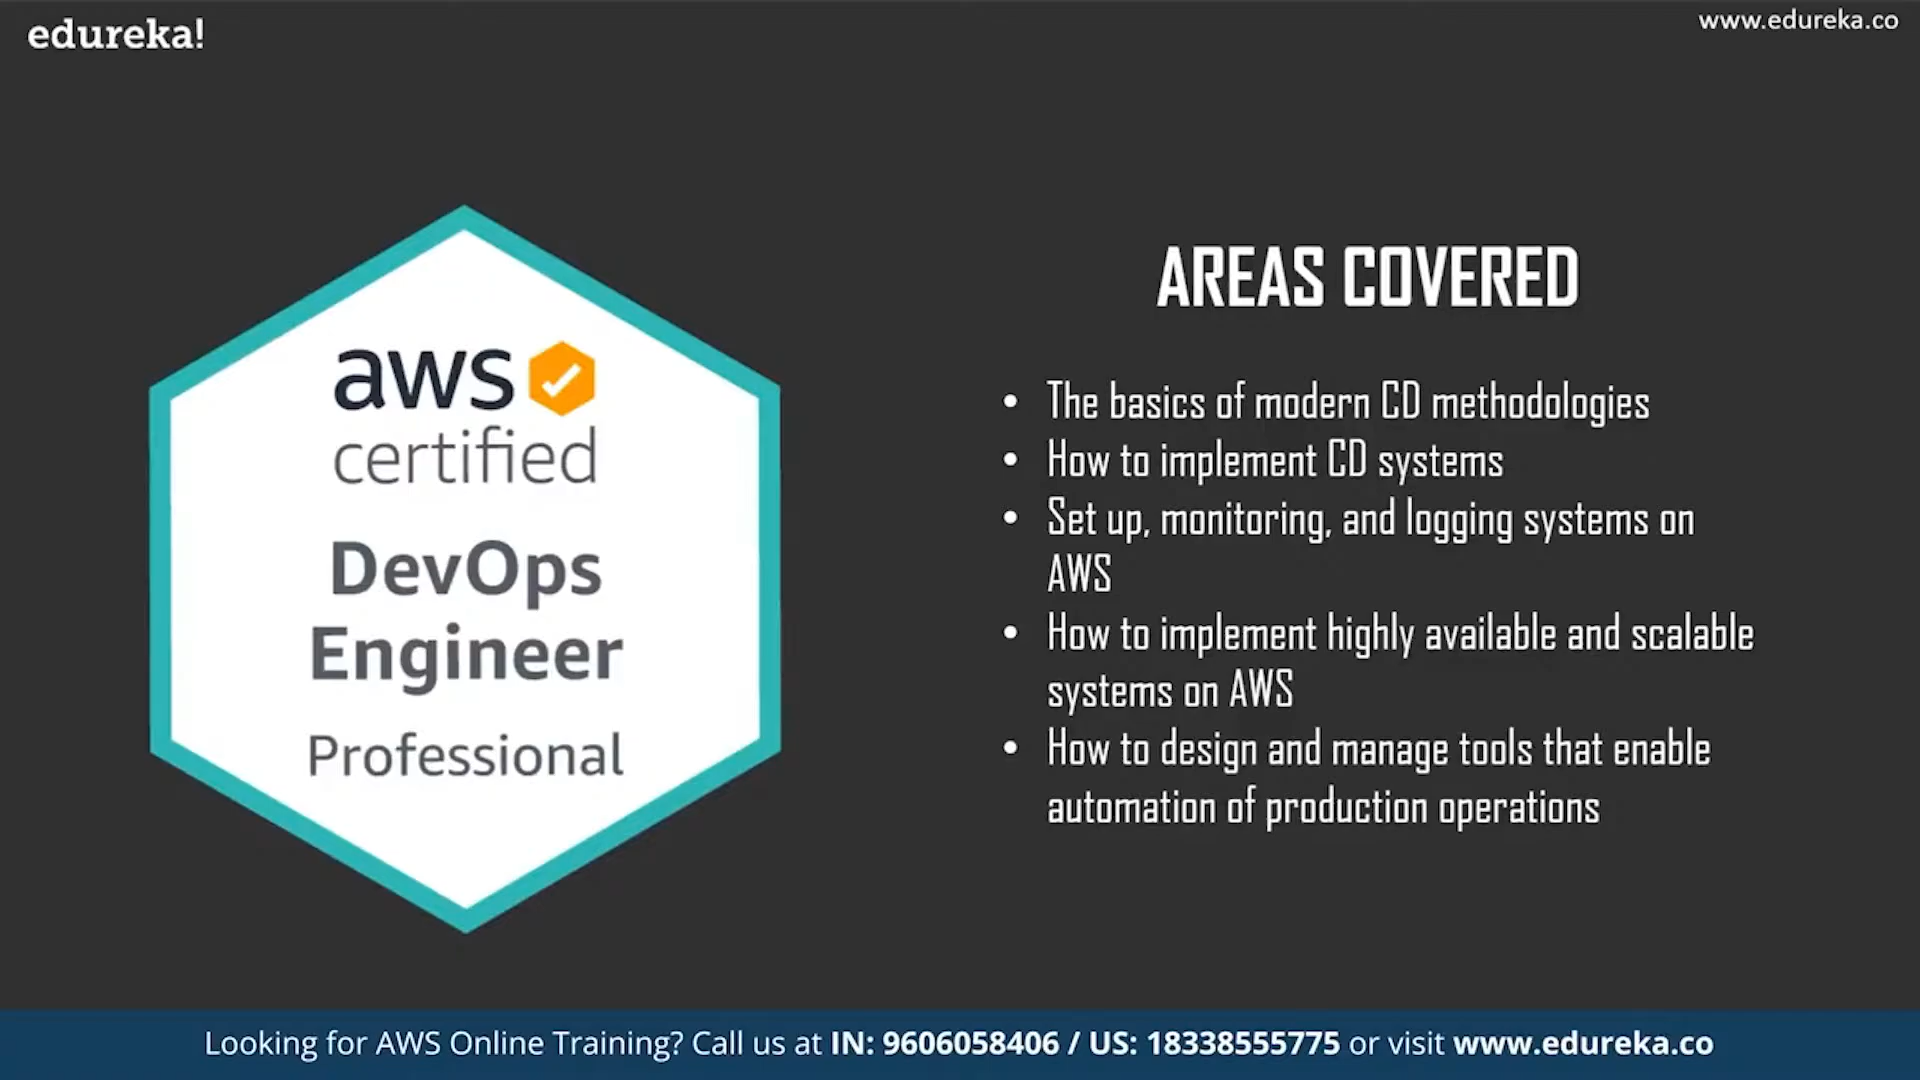 edureka!
www.edureka.co
aws
certified
DevOps
Engineer
Professional
AREAS COVERED
• The basics of modern CD methodologies
• How to implement CD systems
• Set up, monitoring, and logging systems on
AWS
• How to implement highly available and scalable
systems on AWS
• How to design and manage tools that enable
automation of production operations
Looking for AWS Online Training? Call us at IN: 9606058406 / US: 18338555775 or visit www.edureka.co